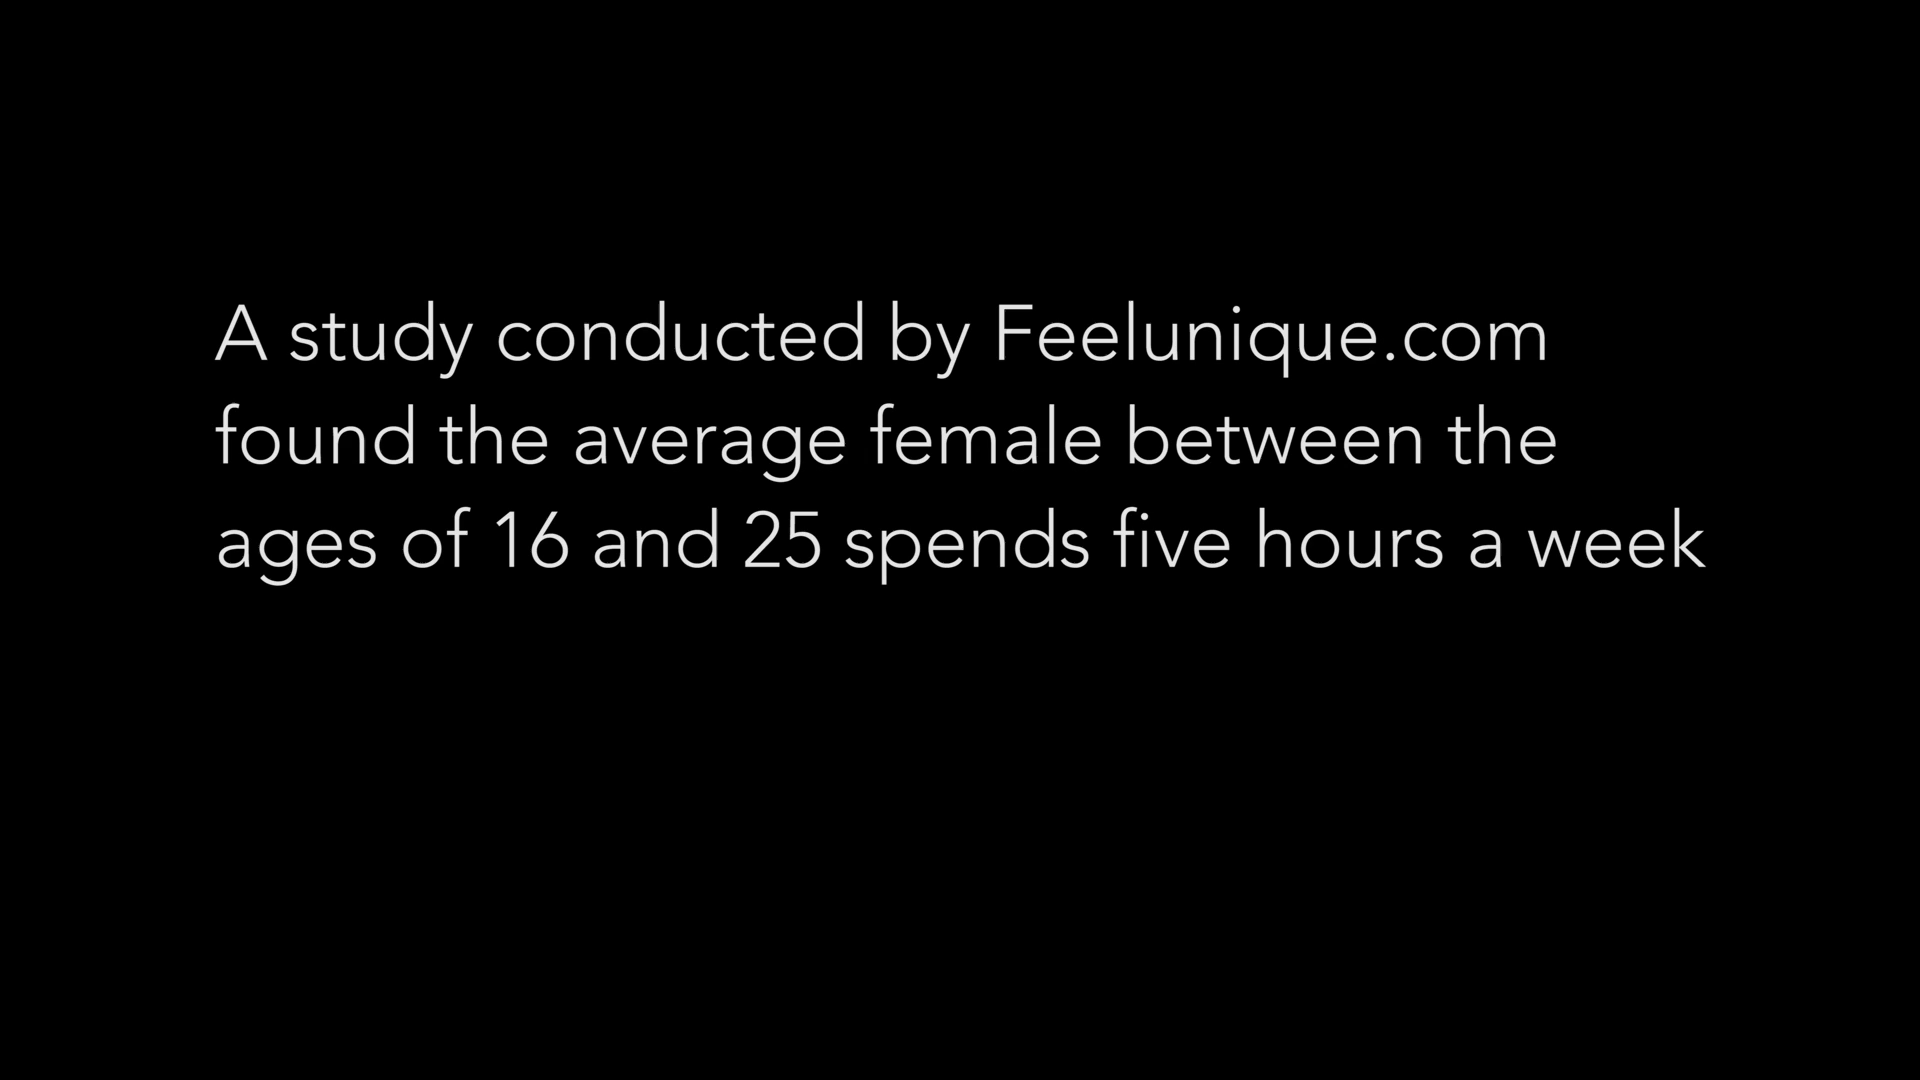 A study conducted by Feelunique.com
found the average female between the
ages of 16 and 25 spends five hours a week